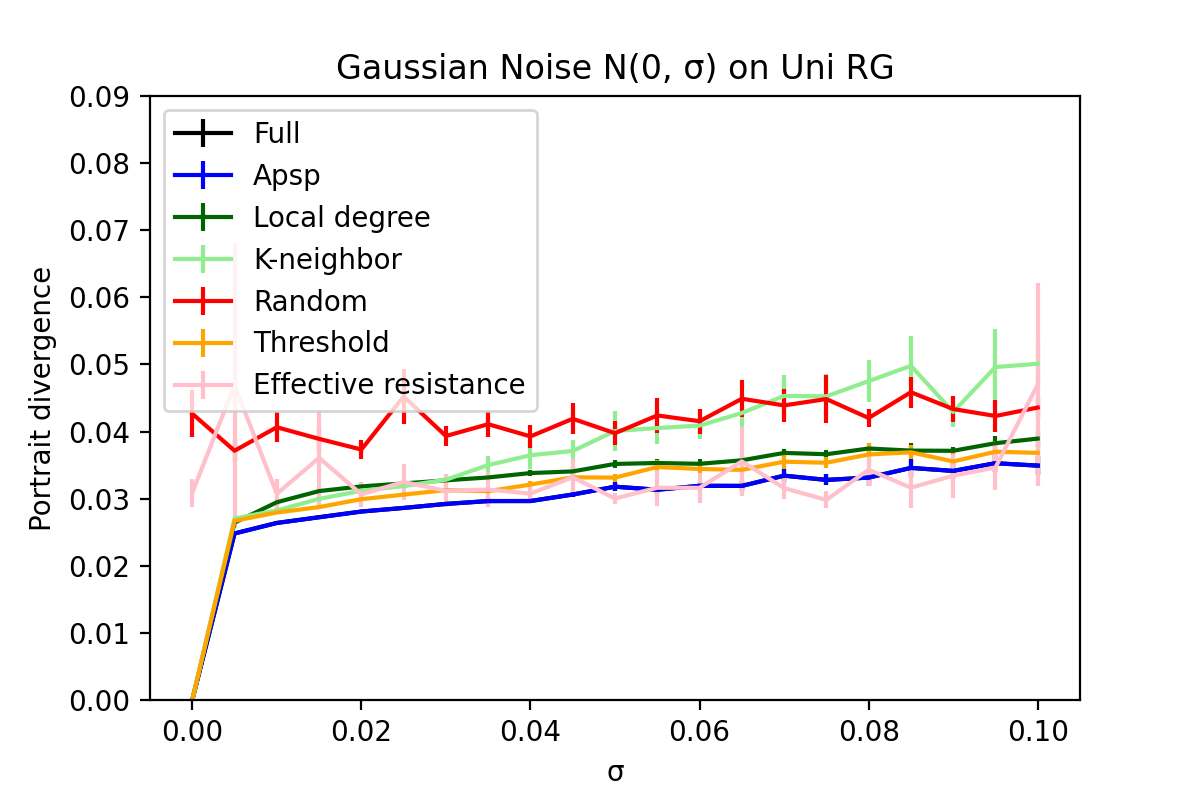 Gaussian Noise N(0, σ) on Uni RG
Portrait divergence
0.09
0.08
0.07
0.06
0.05
0.04
0.03
0.02
0.01
0.00
Full
Apsp
Local degree
K-neighbor
Random
Threshold
Effective resistance
0.00
0.02
0.04
0.06
0.08
0.10
σ